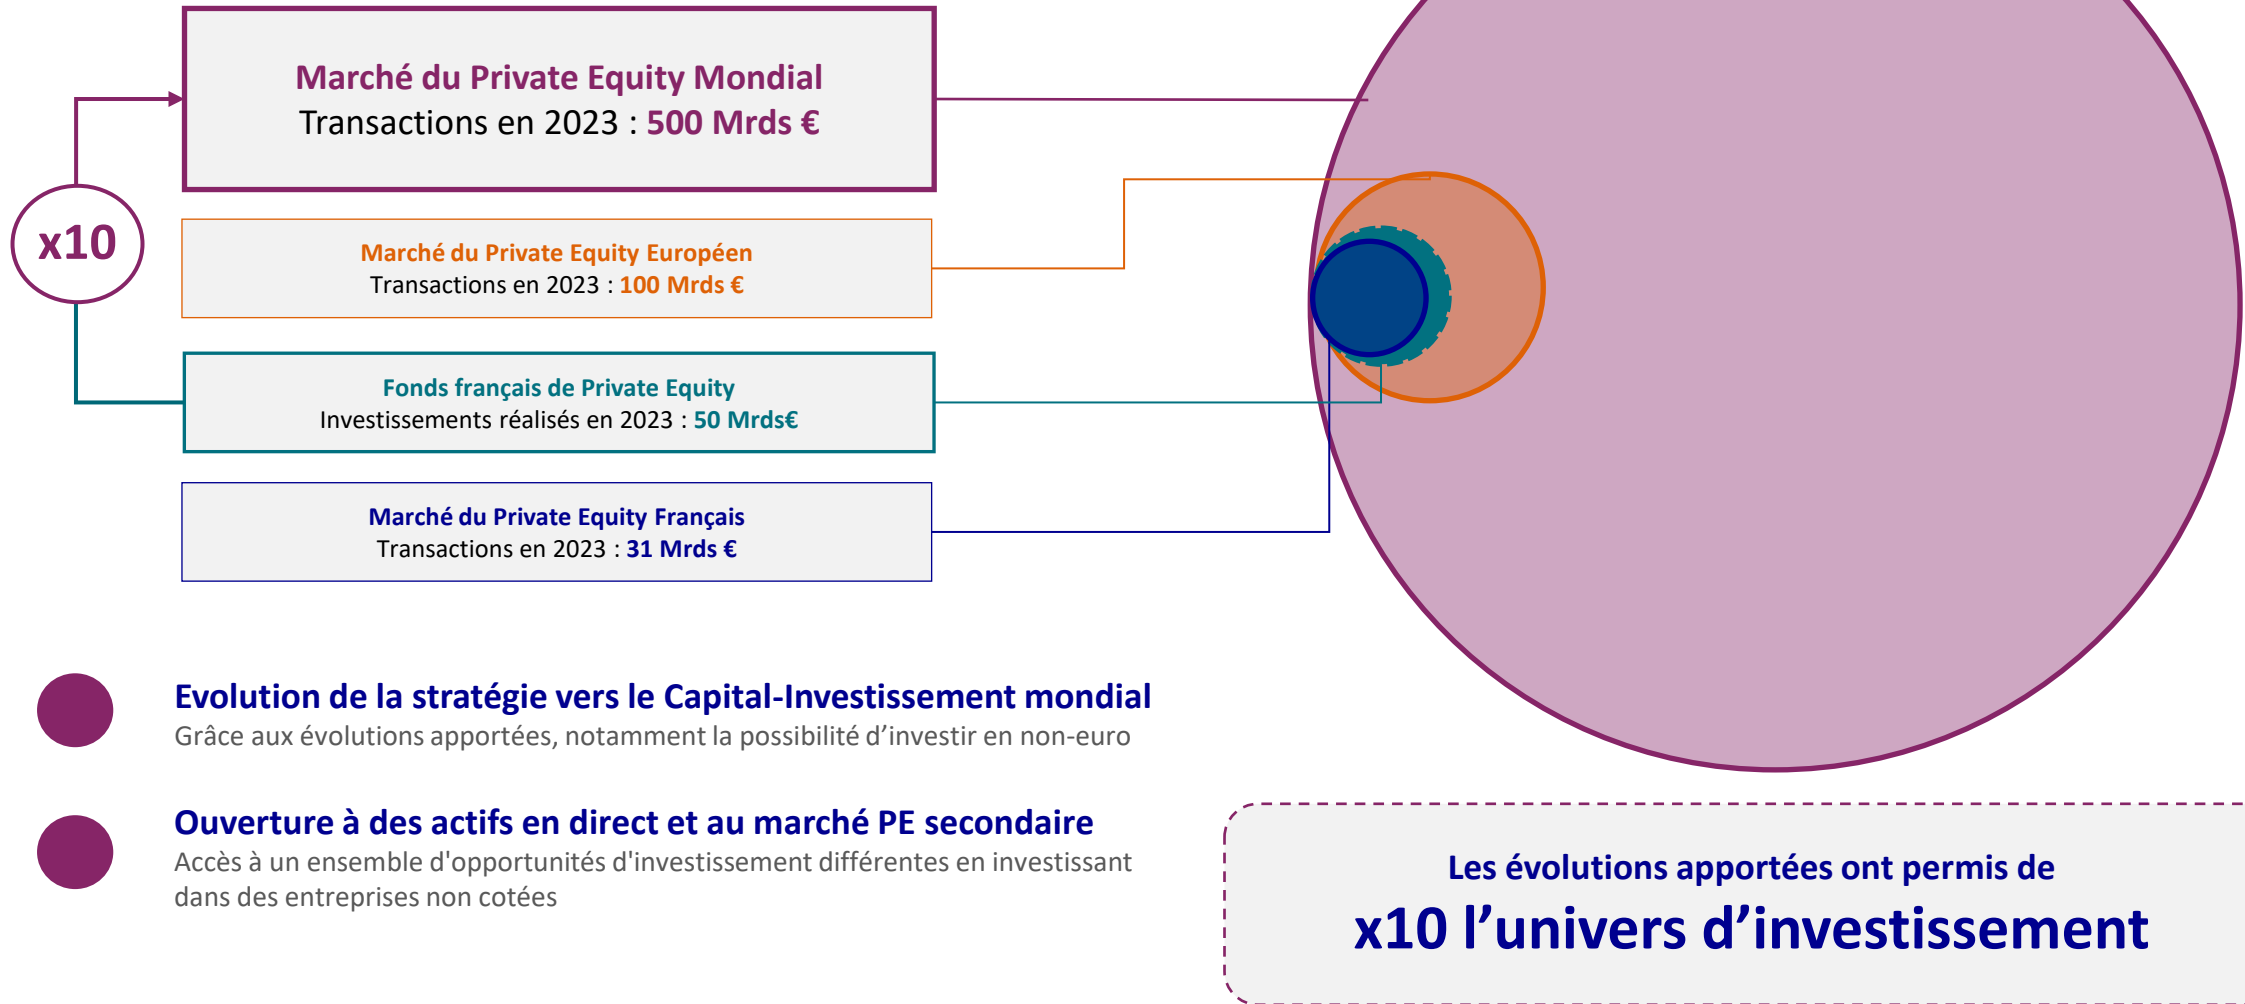 Marché du Private Equity Mondial
Transactions en 2023 : 500 Mrds €
x10
Marché du Private Equity Européen
Transactions en 2023 : 100 Mrds €
Fonds français de Private Equity
Investissements réalisés en 2023 : 50 Mrds€
Marché du Private Equity Français
Transactions en 2023 : 31 Mrds €
Evolution de la stratégie vers le Capital-Investissement mondial
Grâce aux évolutions apportées, notamment la possibilité d’investir en non-euro
Ouverture à des actifs en direct et au marché PE secondaire
Accès à un ensemble d'opportunités d'investissement différentes en investissant
dans des entreprises non cotées
Les évolutions apportées ont permis de
x10 l’univers d’investissement